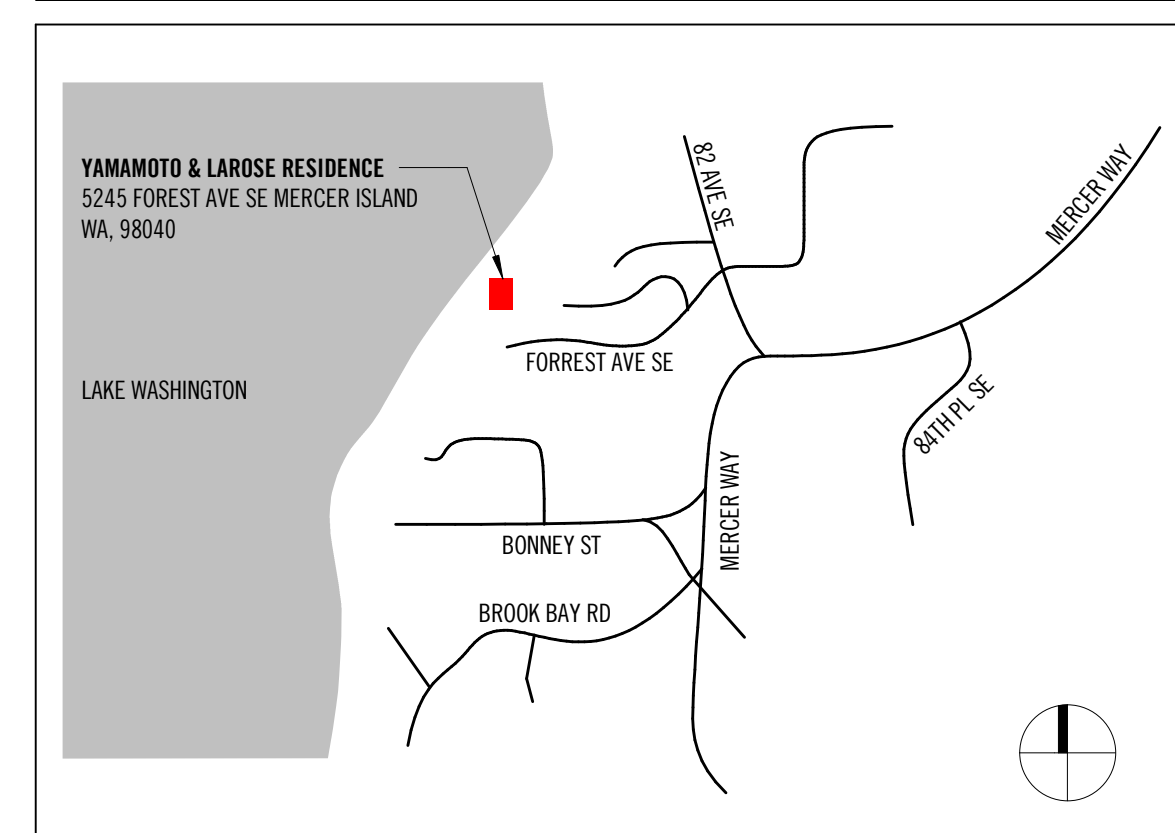 YAMAMOTO & LAROSE RESIDENCE
5245 FOREST AVE SE MERCER ISLAND
WA, 98040
82 AVE SE
MERCER WAY
FORREST AVE SE
LAKE WASHINGTON
84TH PL SE
MERCER WAY
BONNEY ST
BROOK BAY RD